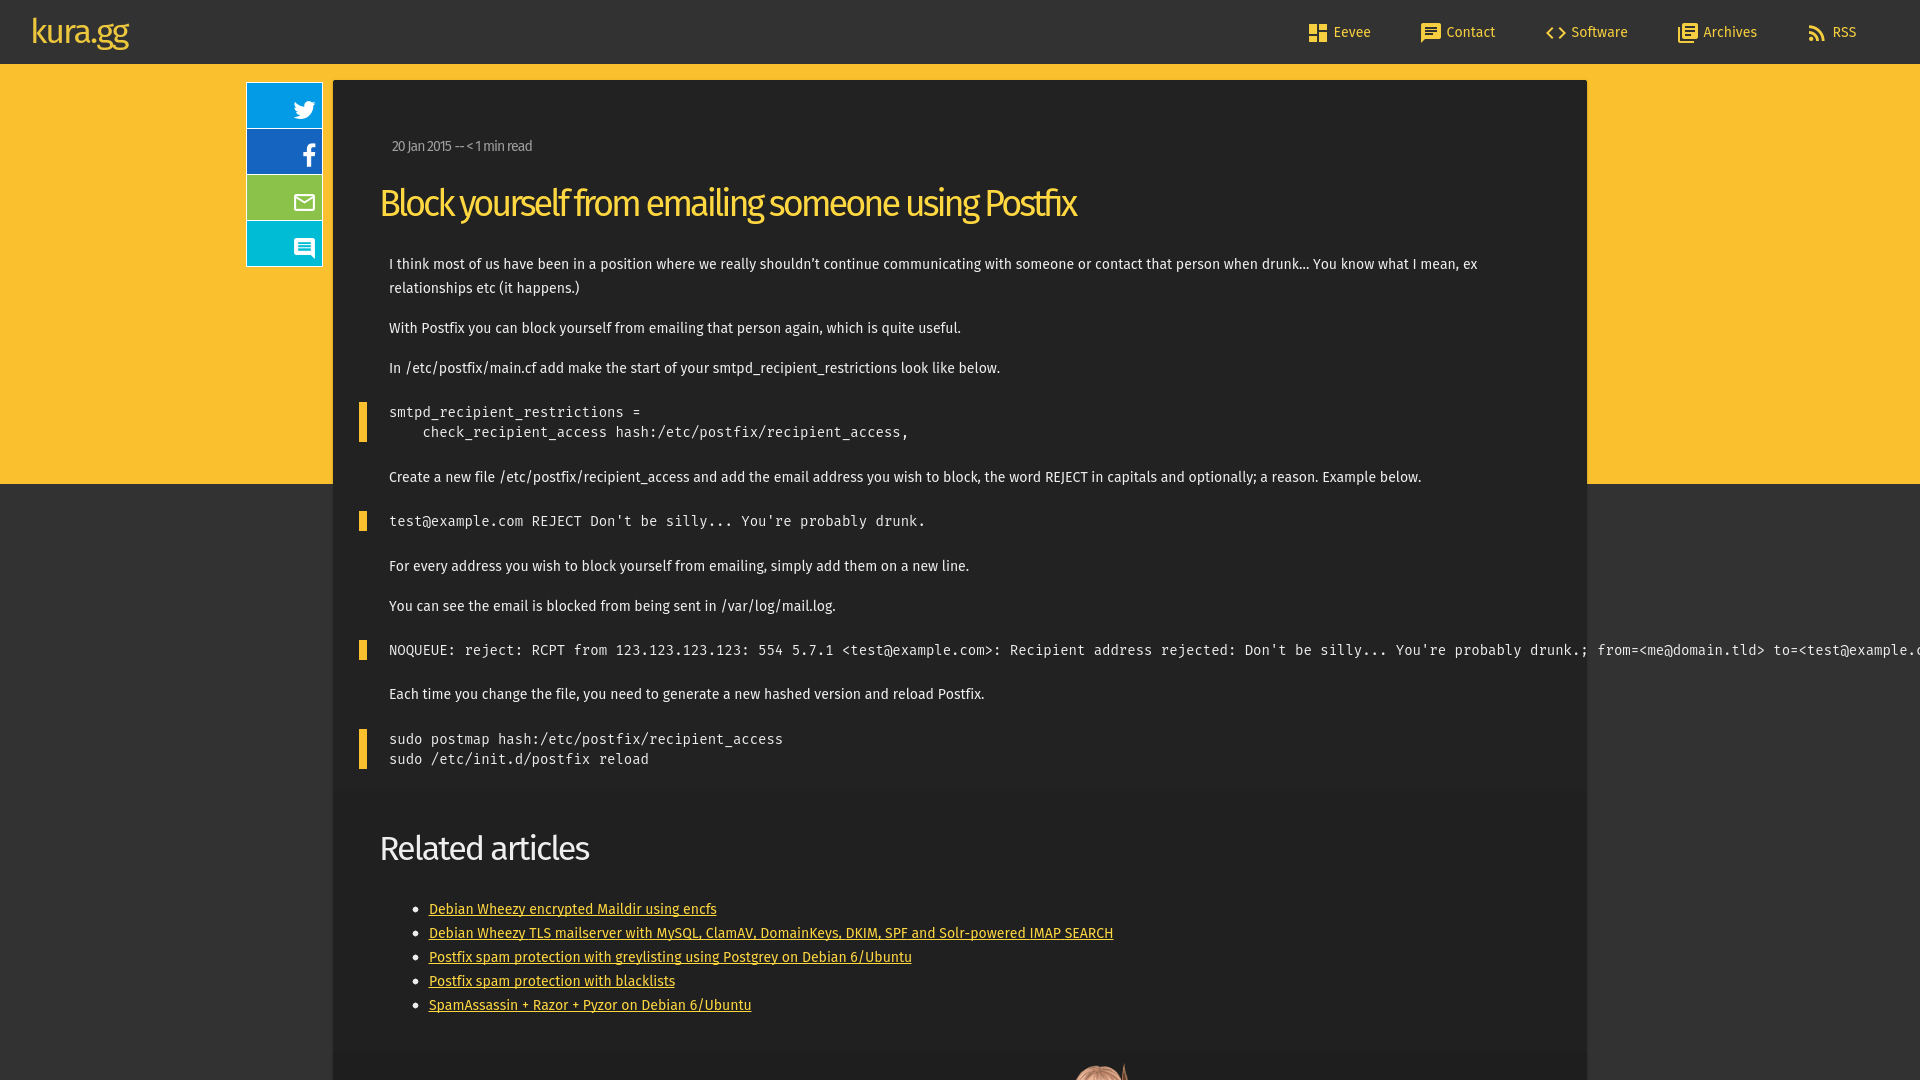 kura.gg
Eevee
Contact
Software
Archives
RSS
20 Jan 2015 -- < 1 min read
Block yourself from emailing someone using Postfix
I think most of us have been in a position where we really shouldn’t continue communicating with someone or contact that person when drunk... You know what I mean, ex
relationships etc (it happens.)
With Postfix you can block yourself from emailing that person again, which is quite useful.
In /etc/postfix/main.cf add make the start of your smtpd_recipient_restrictions look like below.
smtpd_recipient_restrictions =
    check_recipient_access hash:/etc/postfix/recipient_access,
Create a new file /etc/postfix/recipient_access and add the email address you wish to block, the word REJECT in capitals and optionally; a reason. Example below.
test@example.com REJECT Don't be silly... You're probably drunk.
For every address you wish to block yourself from emailing, simply add them on a new line.
You can see the email is blocked from being sent in /var/log/mail.log.
NOQUEUE: reject: RCPT from 123.123.123.123: 554 5.7.1 <test@example.com>: Recipient address rejected: Don't be silly... You're probably drunk.; from=<me@domain.tld> to=<test@example.
Each time you change the file, you need to generate a new hashed version and reload Postfix.
sudo postmap hash:/etc/postfix/recipient_access
sudo /etc/init.d/postfix reload
Related articles
Debian Wheezy encrypted Maildir using encfs
Debian Wheezy TLS mailserver with MySQL, ClamAV, DomainKeys, DKIM, SPF and Solr-powered IMAP SEARCH
Postfix spam protection with greylisting using Postgrey on Debian 6/Ubuntu
Postfix spam protection with blacklists
SpamAssassin + Razor + Pyzor on Debian 6/Ubuntu